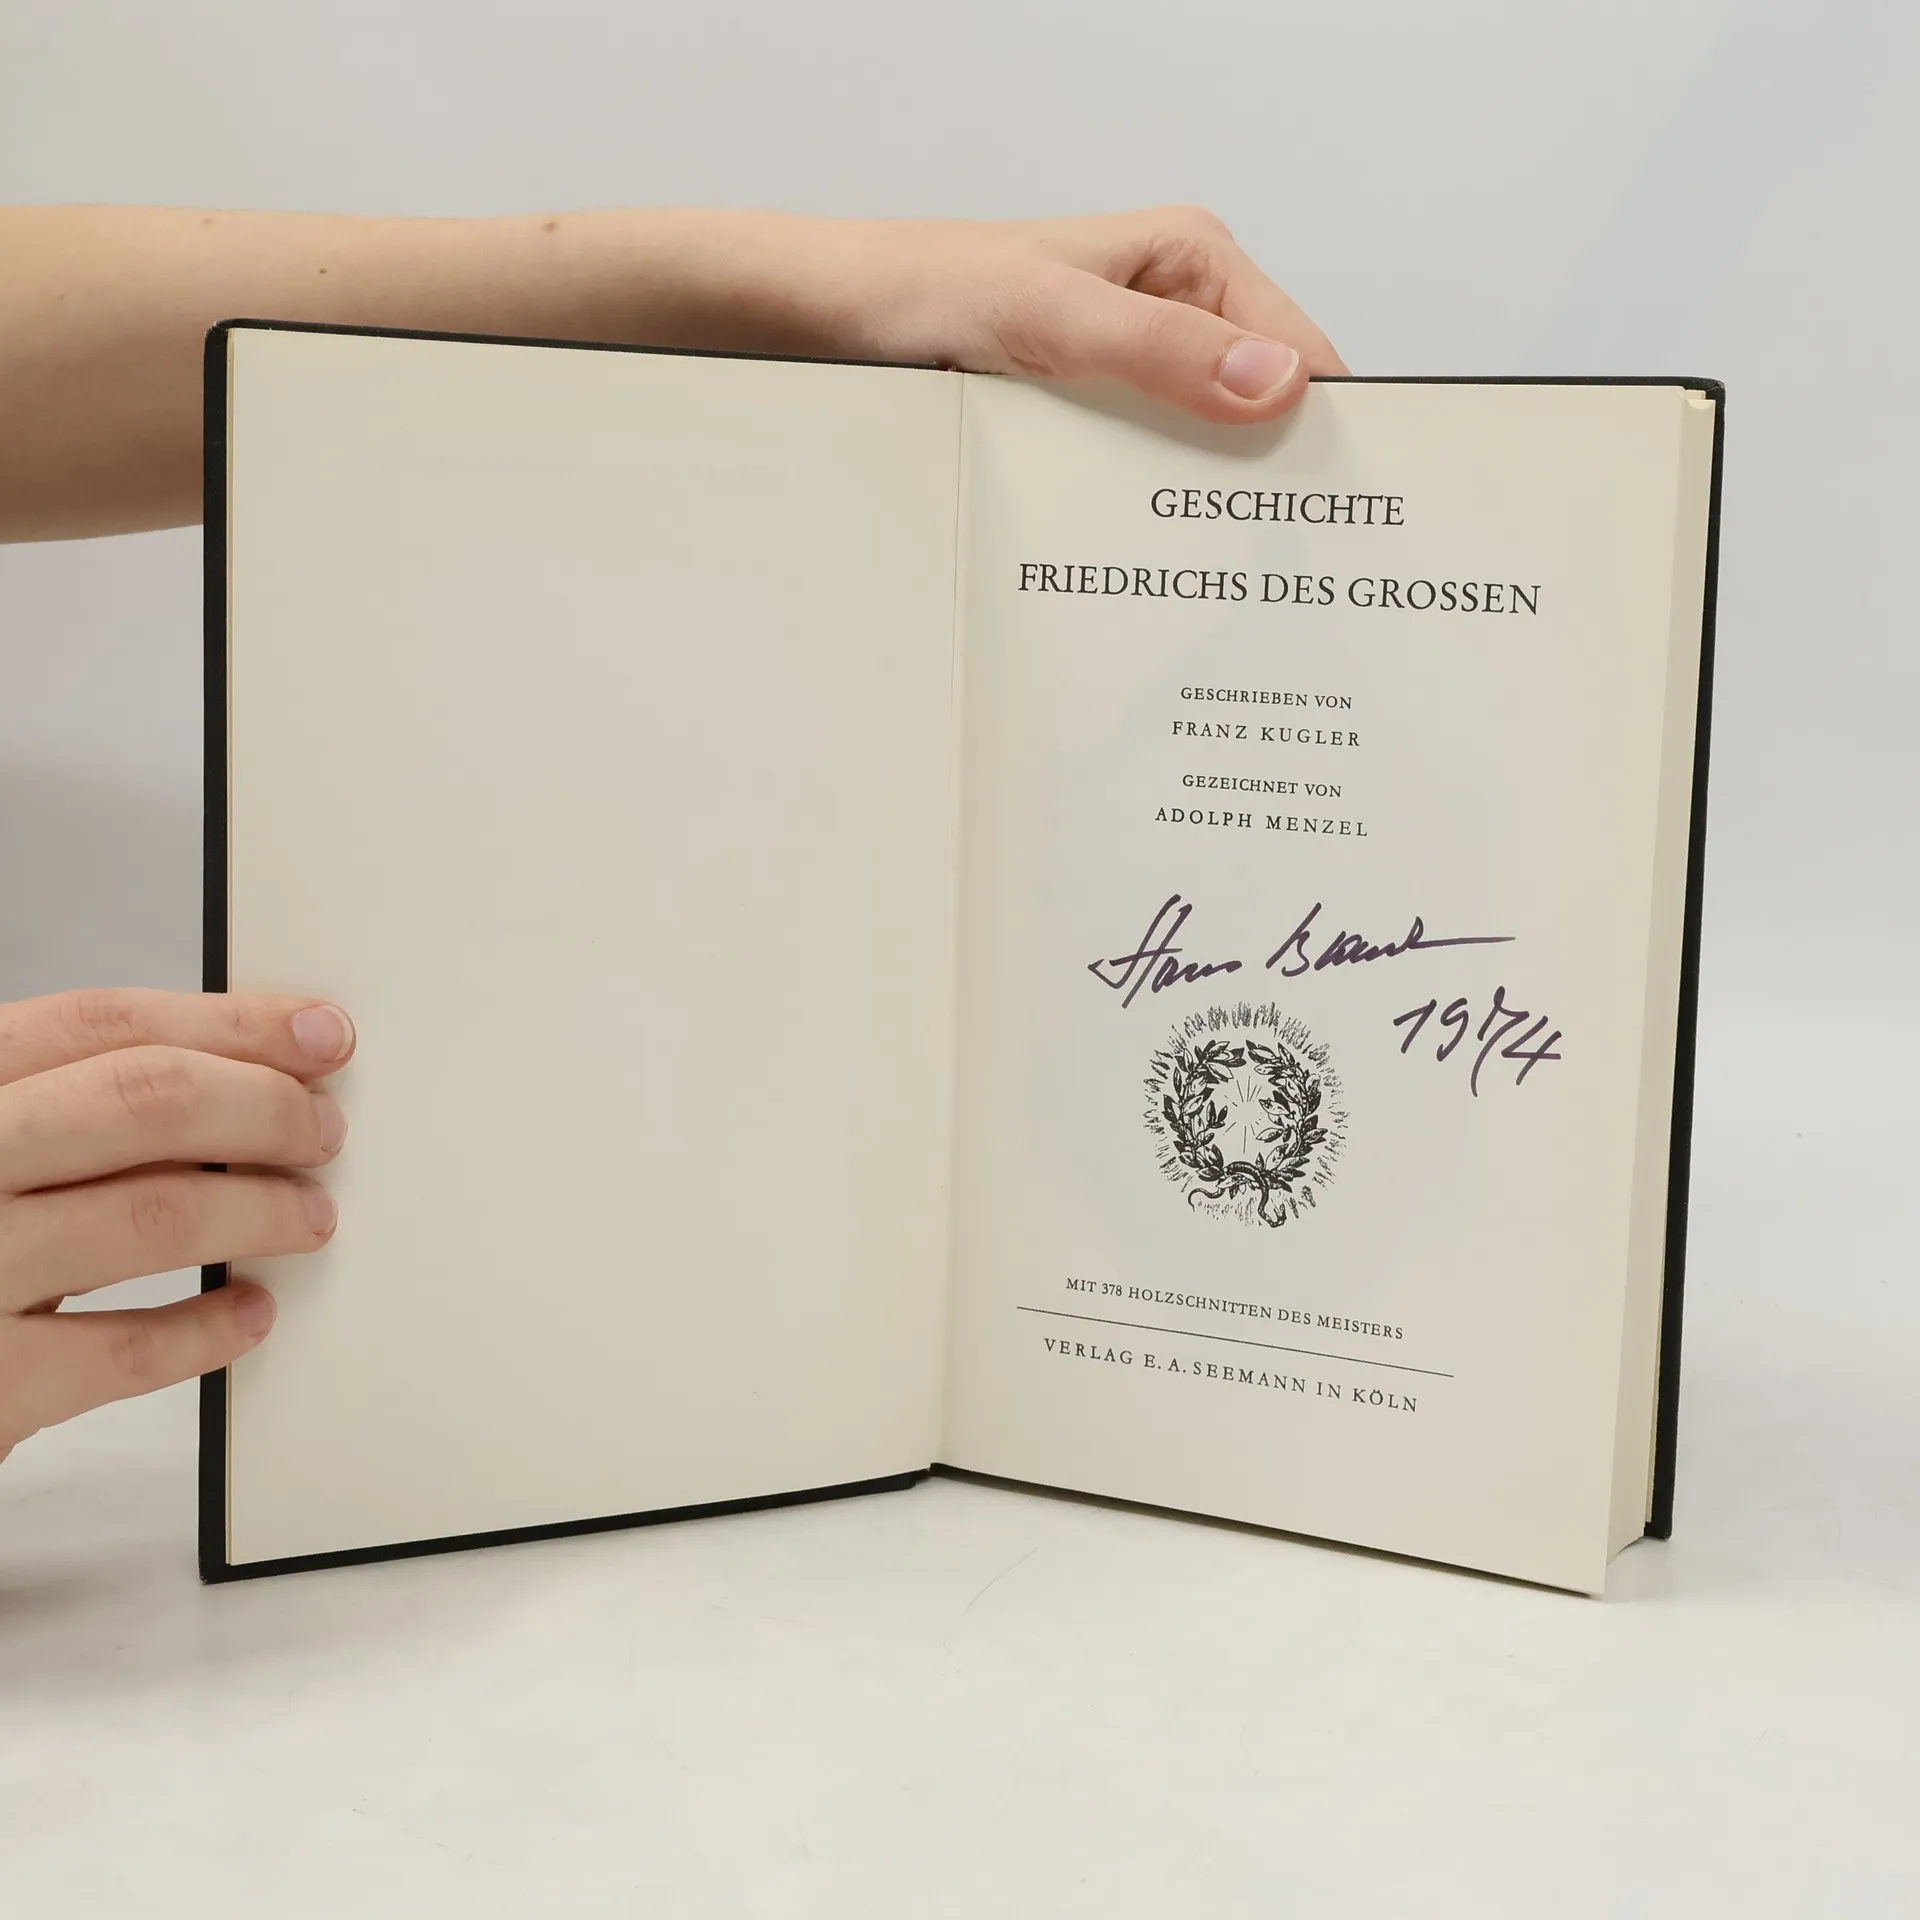 GESCHICHTE
FRIEDRICHS DES GROSSEN
GESCHRIEBEN VON
FRANZ KUGLER
GEZEICHNET VON
ADOLPH MENZEL
Hans
1974
MIT 378 HOLZSCHNITTEN DES MEISTERS
VERLAG E. A. SEEMANN IN KÖLN